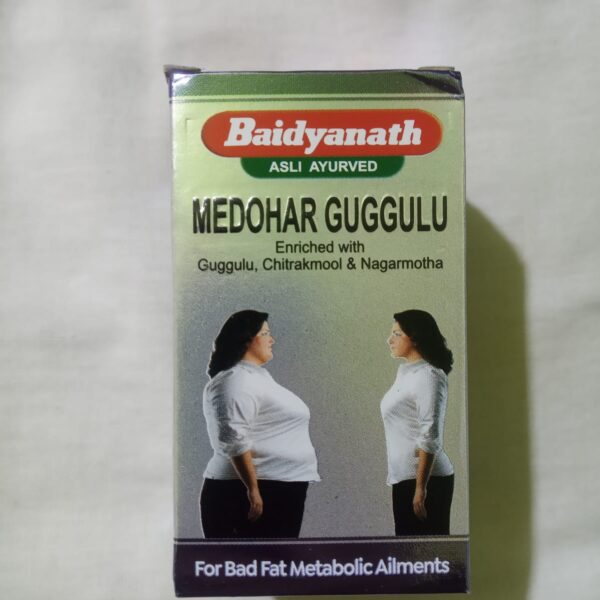 Baidyanath
ASLI AYURVED
MEDOHAR GUGGULU
Enriched with
Guggulu, Chitrakmool & Nagarmotha
For Bad Fat Metabolic Ailments